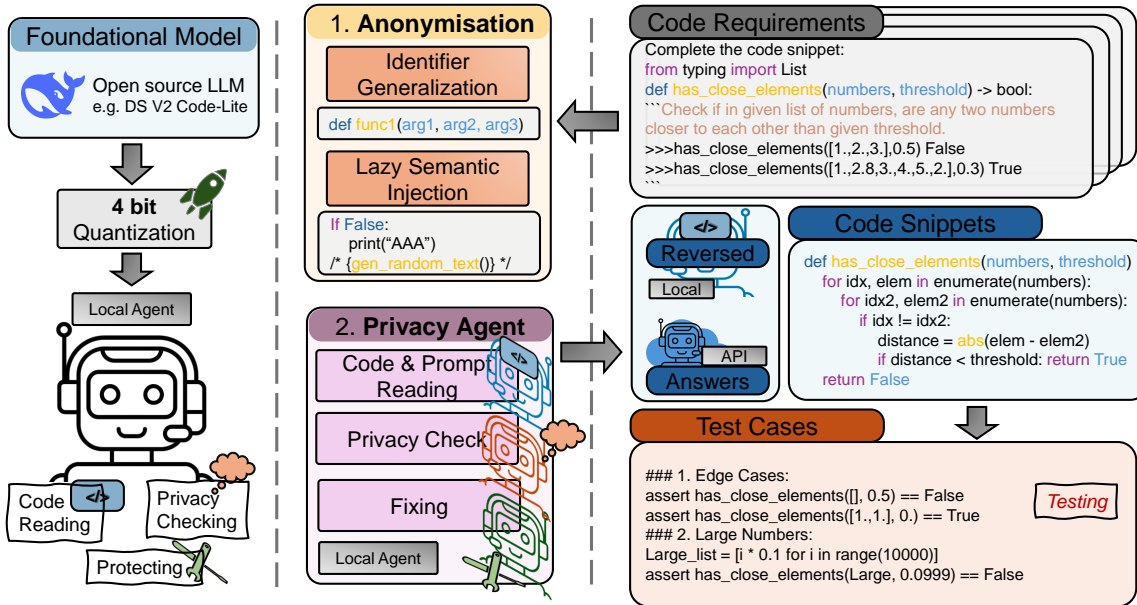 Foundational Model
Open source LLM
e.g. DS V2 Code-Lite
4 bit
Quantization
Local Agent
Code
Reading
</>
Privacy
Checking
Protecting
1. Anonymisation
Identifier
Generalization
def func1(arg1, arg2, arg3)
Lazy Semantic
Injection
If False:
print(“AAA”)
/* {gen_random_text()} */
2. Privacy Agent
Code & Prompt
Reading
</>
Privacy Check
Fixing
Local Agent
Code Requirements
Complete the code snippet:
from typing import List
def has_close_elements(numbers, threshold) -> bool:
```Check if in given list of numbers, are any two numbers
closer to each other than given threshold.
>>>has_close_elements([1.,2.,3.],0.5) False
>>>has_close_elements([1.,2.8,3.,4.,5.,2.],0.3) True
```
</>
Reversed
Local
API
Answers
Code Snippets
def has_close_elements(numbers, threshold)
for idx, elem in enumerate(numbers):
for idx2, elem2 in enumerate(numbers):
if idx != idx2:
distance = abs(elem - elem2)
if distance < threshold: return True
return False
Test Cases
### 1. Edge Cases:
assert has_close_elements([], 0.5) == False
assert has_close_elements([1.,1.], 0.) == True
### 2. Large Numbers:
Large_list = [i * 0.1 for i in range(10000)]
assert has_close_elements(Large, 0.0999) == False
Testing